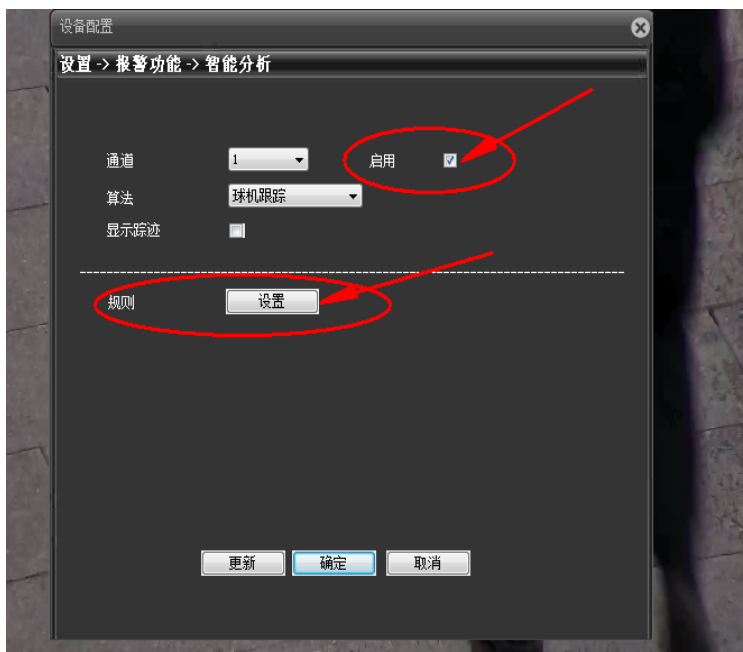 设备配置
设置 -> 报警功能 -> 智能分析
通道 1 启用
算法 球机跟踪
显示踪迹
规则 设置
更新 确定 取消